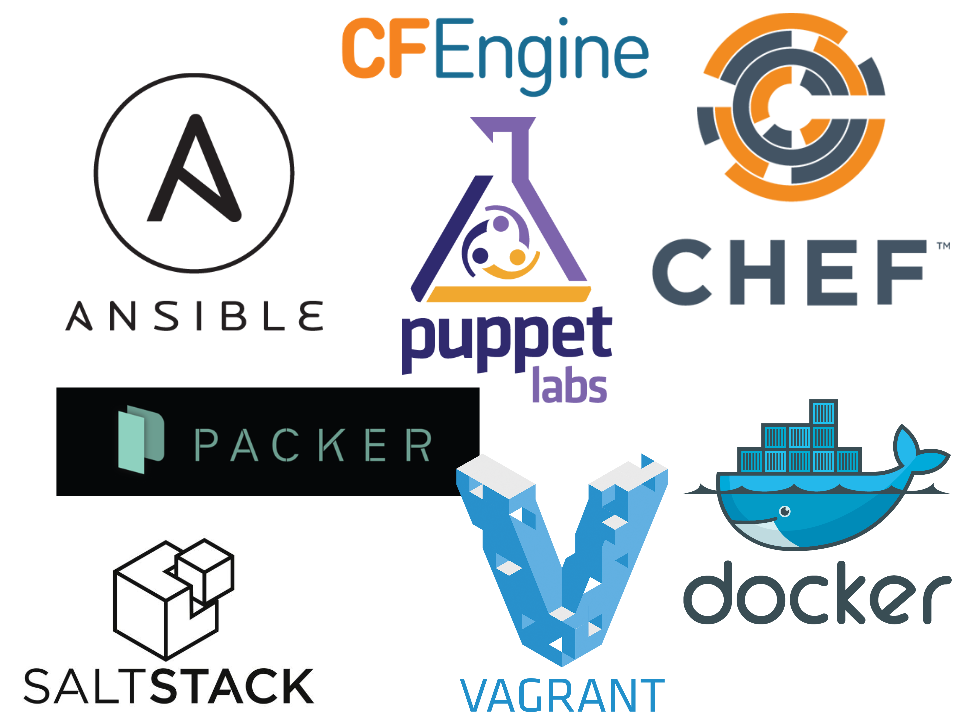 CFEngine
ANSIBLE
CHEF™
puppet
labs
PACKER
docker
SALTSTACK
VAGRANT